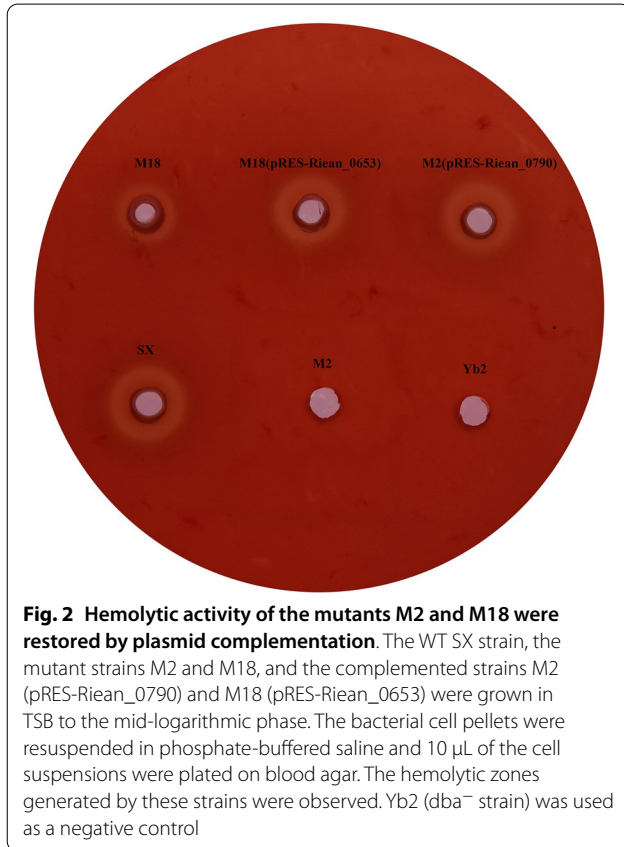 M18 M18(pRES-Riean_0653) M2(pRES-Riean_0790)
SX M2 Yb2
Fig. 2 Hemolytic activity of the mutants M2 and M18 were
restored by plasmid complementation. The WT SX strain, the
mutant strains M2 and M18, and the complemented strains M2
(pRES-Riean_0790) and M18 (pRES-Riean_0653) were grown in
TSB to the mid-logarithmic phase. The bacterial cell pellets were
resuspended in phosphate-buffered saline and 10 µL of the cell
suspensions were plated on blood agar. The hemolytic zones
generated by these strains were observed. Yb2 (dba⁻ strain) was used
as a negative control